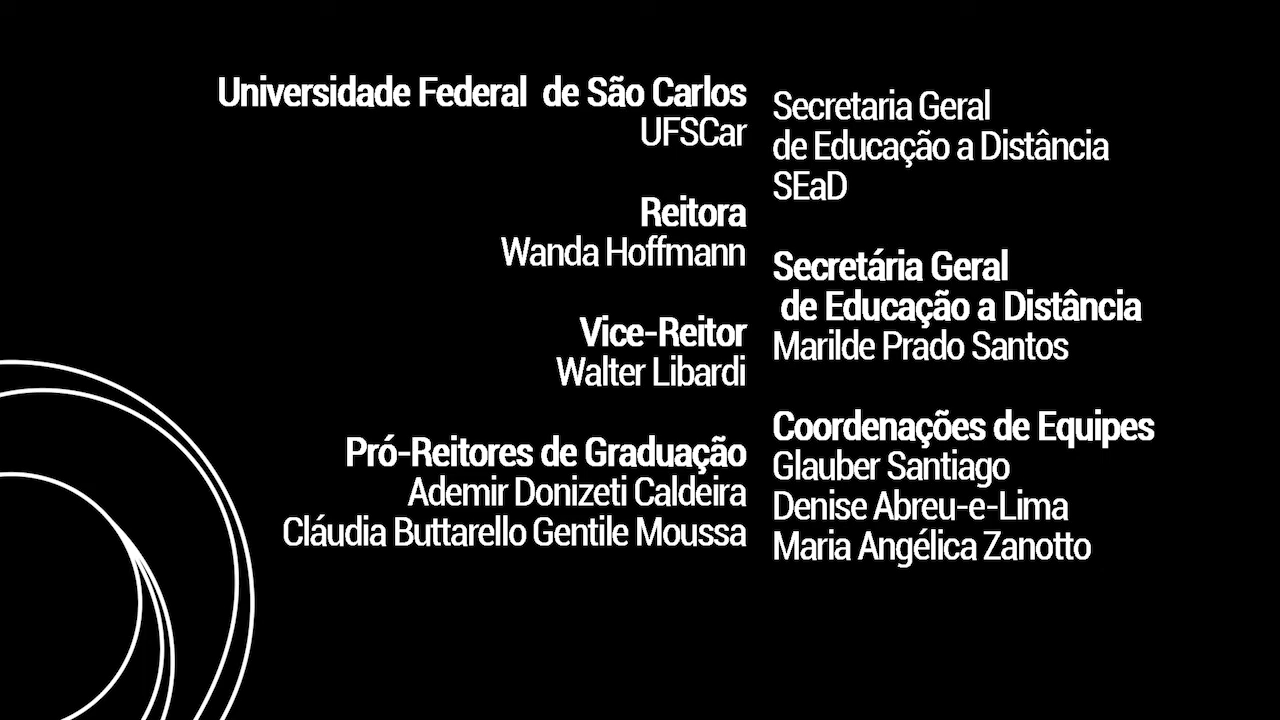 Universidade Federal de São Carlos
UFSCar
Reitora
Wanda Hoffmann
Vice-Reitor
Walter Libardi
Pró-Reitores de Graduação
Ademir Donizeti Caldeira
Cláudia Buttarello Gentile Moussa
Secretaria Geral
de Educação a Distância
SEaD
Secretária Geral
de Educação a Distância
Marilde Prado Santos
Coordenações de Equipes
Glauber Santiago
Denise Abreu-e-Lima
Maria Angélica Zanotto